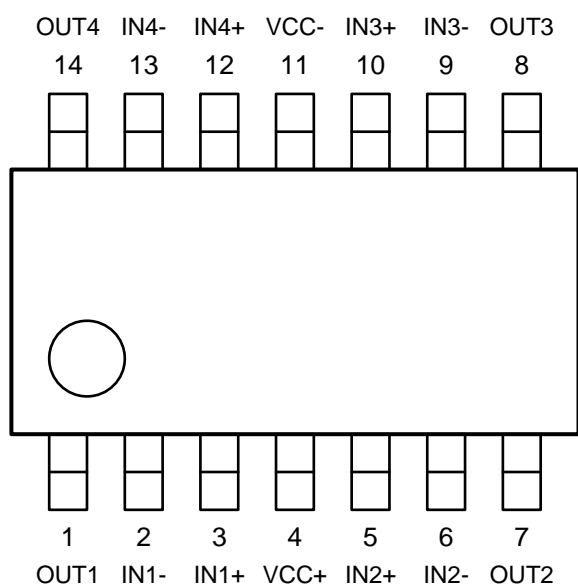 OUT4 IN4- IN4+ VCC- IN3+ IN3- OUT3
14 13 12 11 10 9 8
1 2 3 4 5 6 7
OUT1 IN1- IN1+ VCC+ IN2+ IN2- OUT2